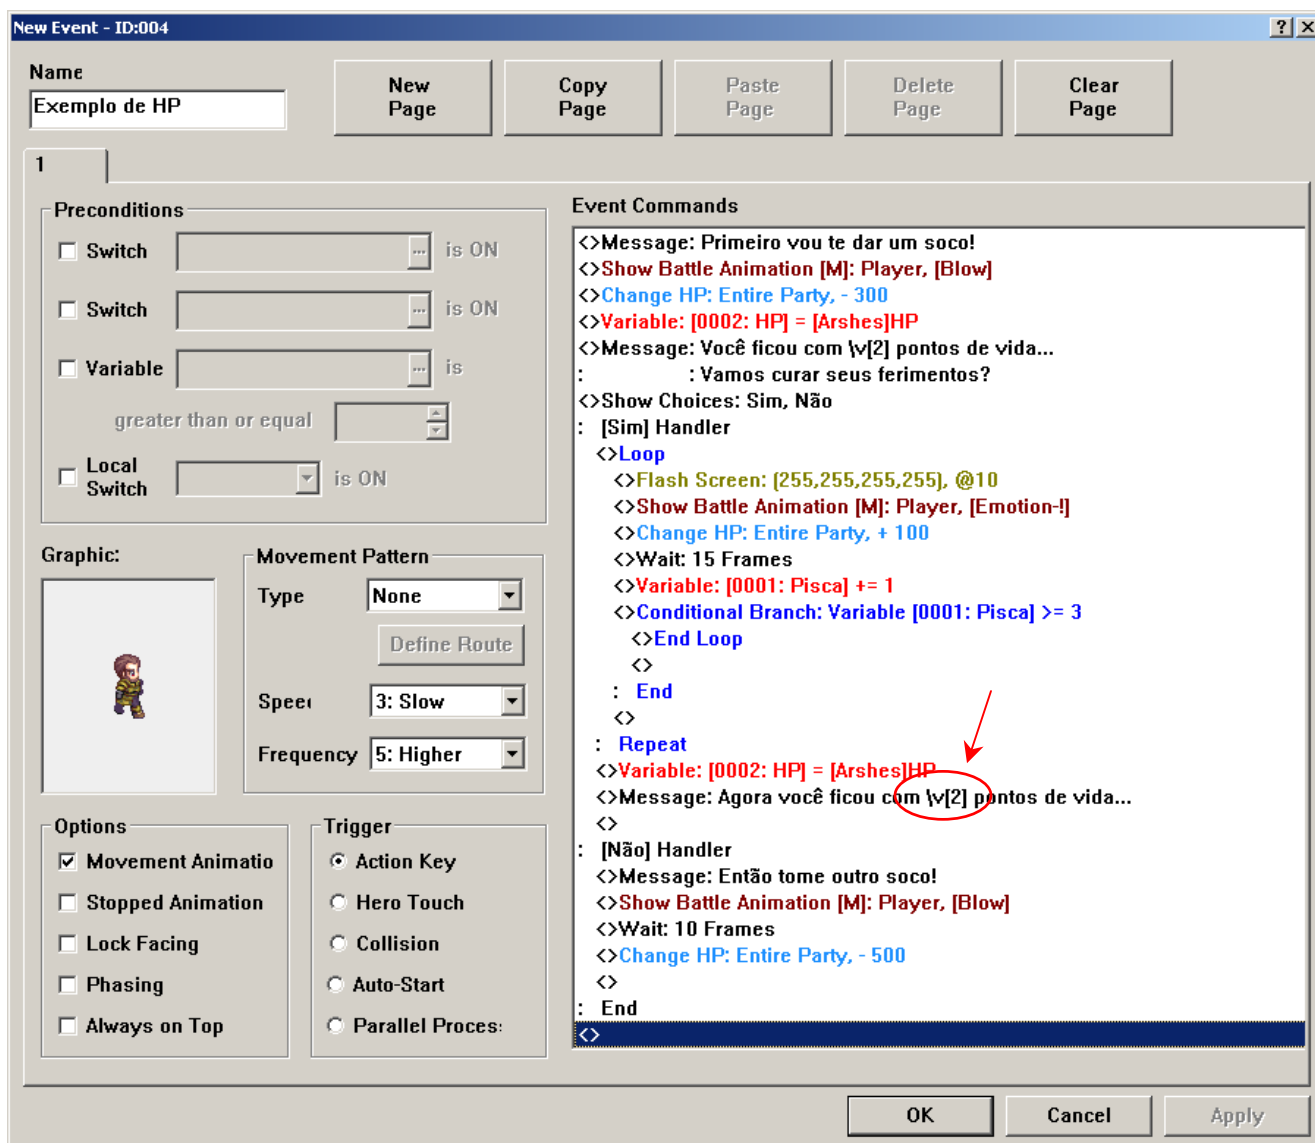 New Event - ID:004
Name
Exemplo de HP
New Page
Copy Page
Paste Page
Delete Page
Clear Page
1
Preconditions
Switch is ON
Switch is ON
Variable is
greater than or equal
Local Switch is ON
Graphic:
Movement Pattern
Type None
Define Route
Speed 3: Slow
Frequency 5: Higher
Options
Movement Animatio
Stopped Animation
Lock Facing
Phasing
Always on Top
Trigger
Action Key
Hero Touch
Collision
Auto-Start
Parallel Proces
Event Commands
<>Message: Primeiro vou te dar um soco!
<>Show Battle Animation [M]: Player, [Blow]
<>Change HP: Entire Party, - 300
<>Variable: [0002: HP] = [Arshes]HP
<>Message: Você ficou com \v[2] pontos de vida...
: : Vamos curar seus ferimentos?
<>Show Choices: Sim, Não
: [Sim] Handler
<>Loop
<>Flash Screen: (255,255,255,255), @10
<>Show Battle Animation [M]: Player, [Emotion-!]
<>Change HP: Entire Party, + 100
<>Wait: 15 Frames
<>Variable: [0001: Pisca] += 1
<>Conditional Branch: Variable [0001: Pisca] >= 3
<>End Loop
<>
: End
<>
: Repeat
<>Variable: [0002: HP] = [Arshes]HP
<>Message: Agora você ficou com \v[2] pontos de vida...
<>
: [Não] Handler
<>Message: Então tome outro soco!
<>Show Battle Animation [M]: Player, [Blow]
<>Wait: 10 Frames
<>Change HP: Entire Party, - 500
<>
: End
<>
OK
Cancel
Apply